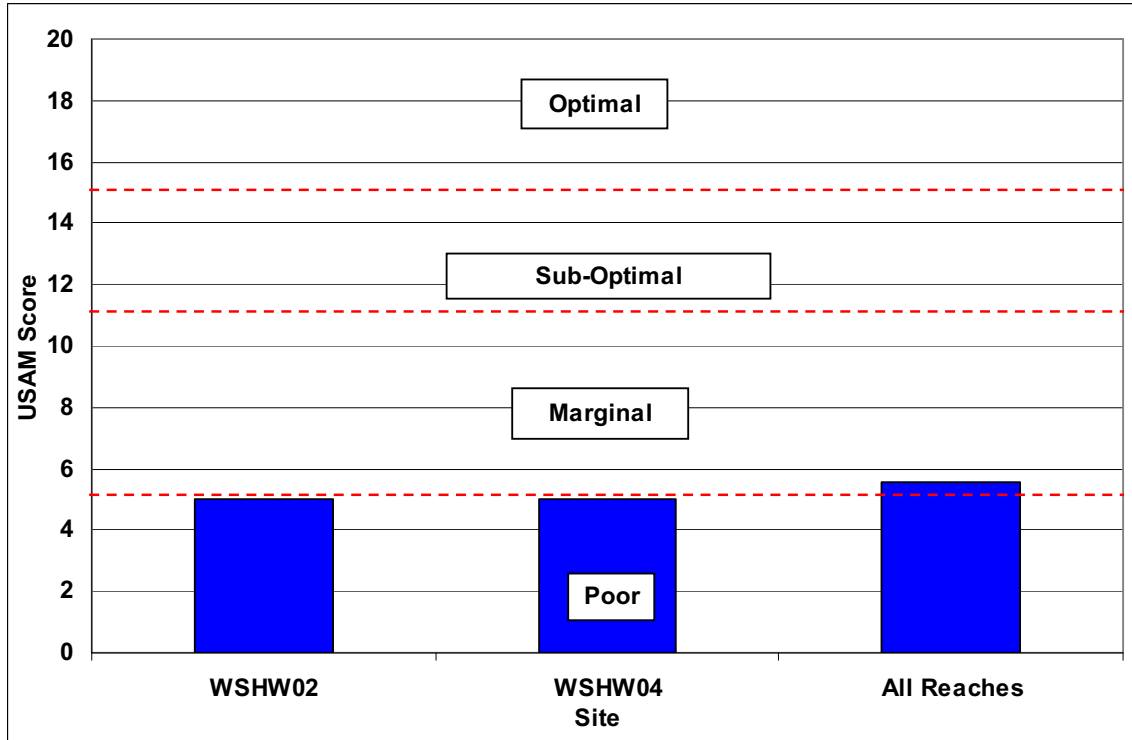 20
18
16
14
12
10
8
6
4
2
0
USAM Score
Optimal
Sub-Optimal
Marginal
Poor
WSHW02 WSHW04 All Reaches
Site